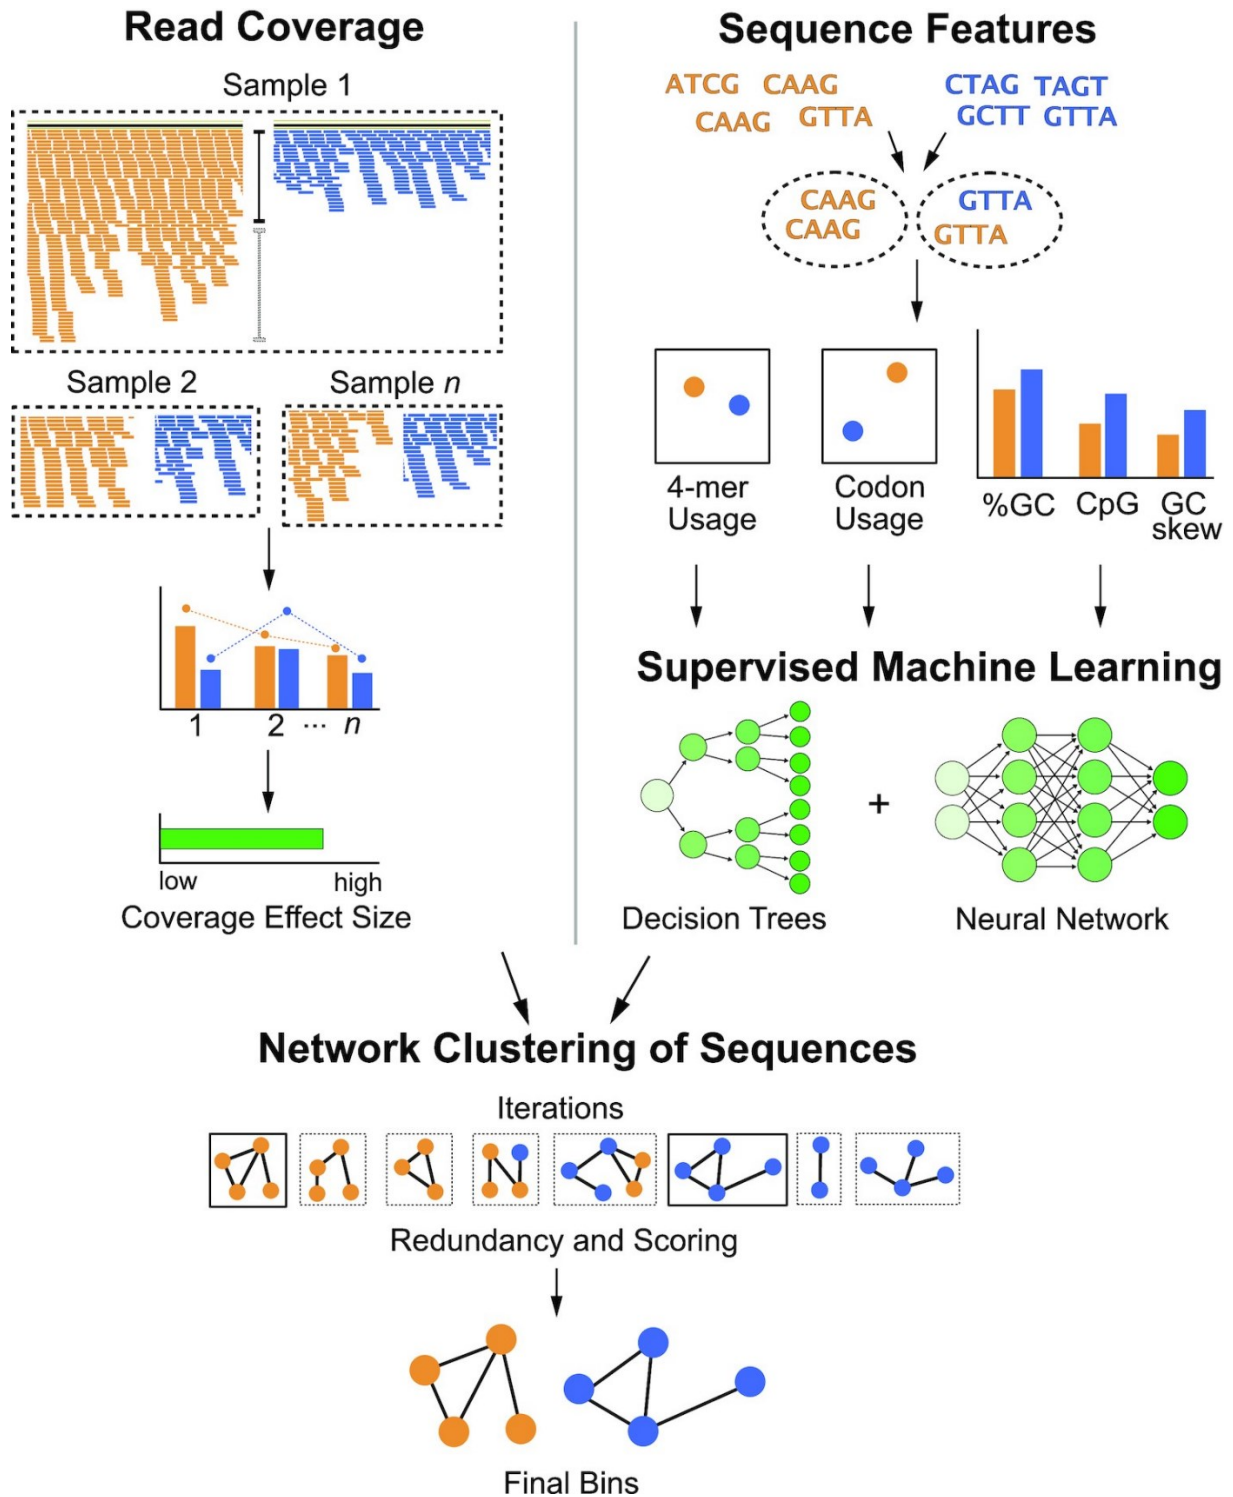 Read Coverage
Sample 1
Sample 2
Sample n
1 2 ··· n
low high
Coverage Effect Size
Sequence Features
ATCG CAAG
CAAG GTTA
CTAG TAGT
GCTT GTTA
CAAG
CAAG
GTTA
GTTA
4-mer
Usage
Codon
Usage
%GC CpG GC
skew
Supervised Machine Learning
+
Decision Trees
Neural Network
Network Clustering of Sequences
Iterations
Redundancy and Scoring
Final Bins